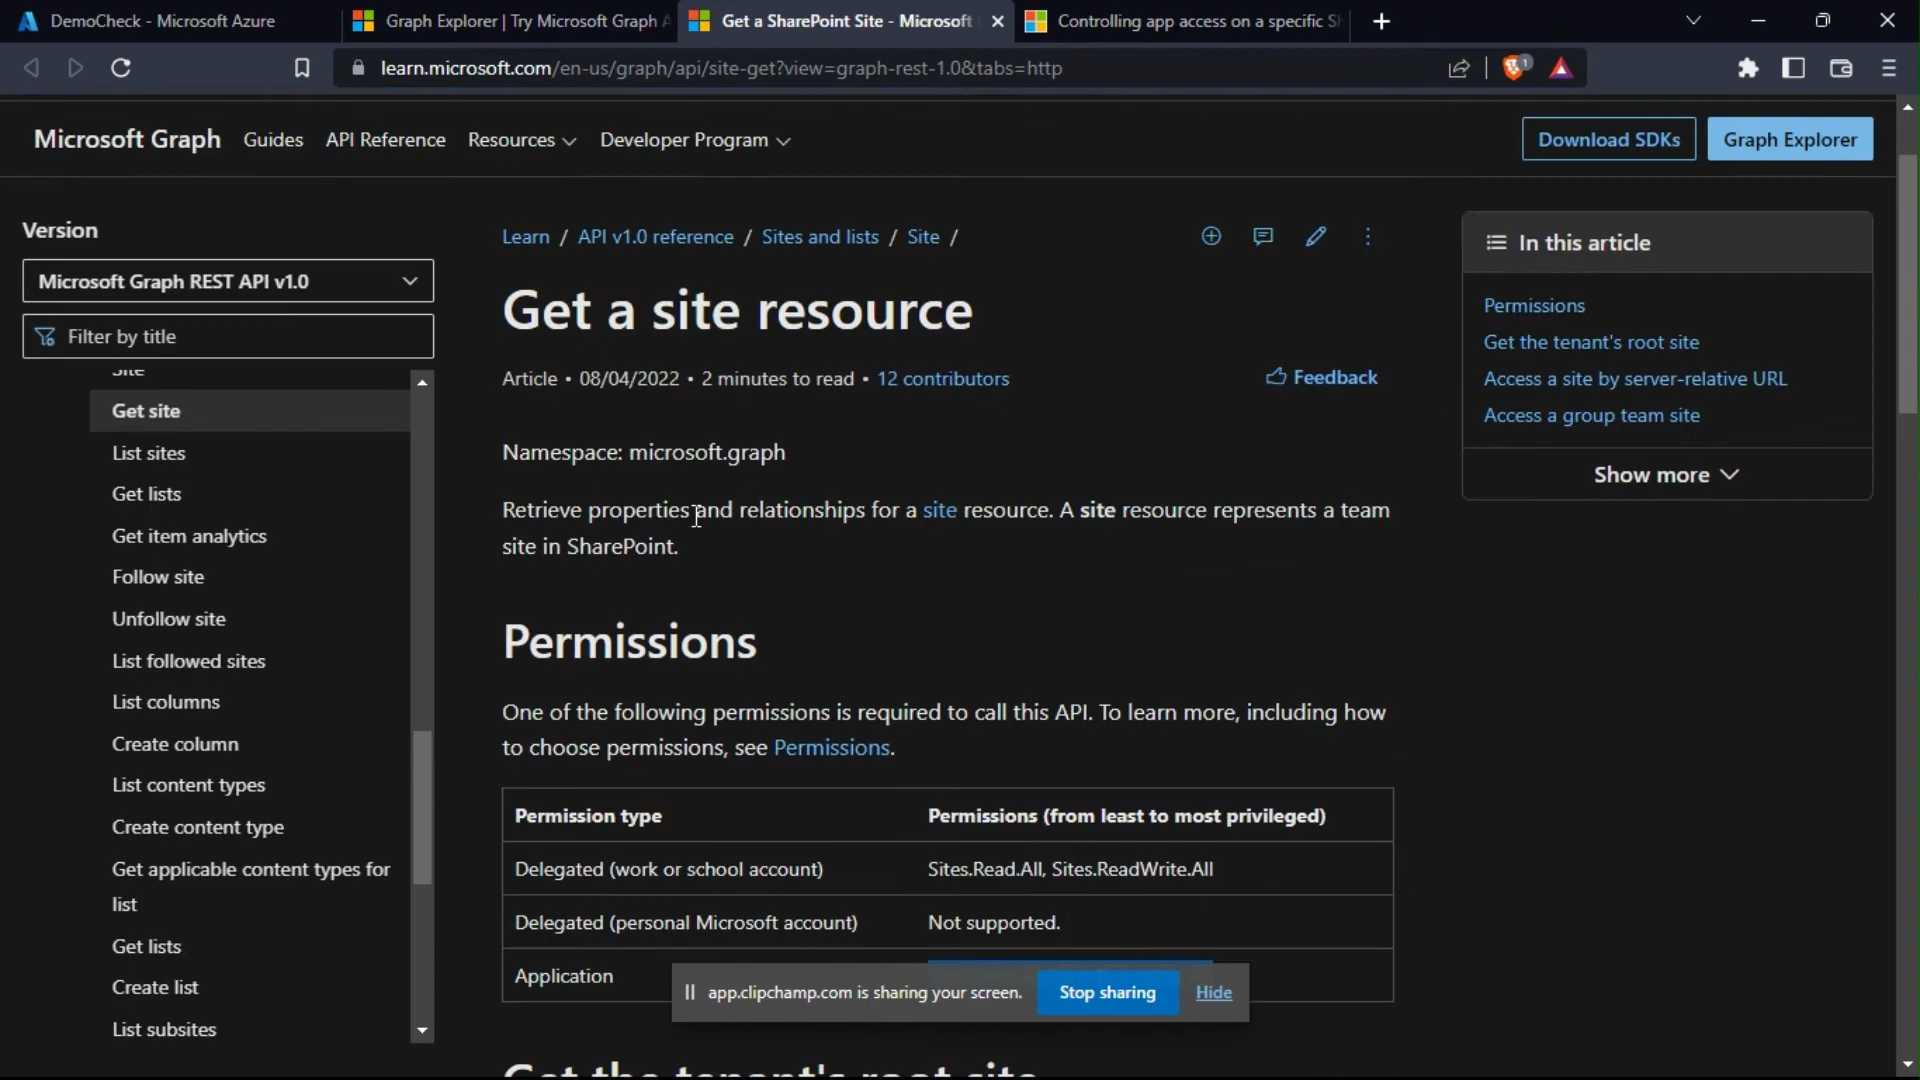 DemoCheck - Microsoft Azure
Graph Explorer | Try Microsoft Graph A
Get a SharePoint Site - Microsoft
Controlling app access on a specific S
learn.microsoft.com/en-us/graph/api/site-get?view=graph-rest-1.0&tabs=http
1
Microsoft Graph
Guides
API Reference
Resources
Developer Program
Download SDKs
Graph Explorer
Version
Microsoft Graph REST API v1.0
Filter by title
Site
Get site
List sites
Get lists
Get item analytics
Follow site
Unfollow site
List followed sites
List columns
Create column
List content types
Create content type
Get applicable content types for
list
Get lists
Create list
List subsites
Learn / API v1.0 reference / Sites and lists / Site /
Get a site resource
Article • 08/04/2022 • 2 minutes to read • 12 contributors
Feedback
Namespace: microsoft.graph
Retrieve properties and relationships for a site resource. A site resource represents a team
site in SharePoint.
Permissions
One of the following permissions is required to call this API. To learn more, including how
to choose permissions, see Permissions.
Permission type
Permissions (from least to most privileged)
Delegated (work or school account)
Sites.Read.All, Sites.ReadWrite.All
Delegated (personal Microsoft account)
Not supported.
Application
Get the tenant's root site
In this article
Permissions
Get the tenant's root site
Access a site by server-relative URL
Access a group team site
Show more
app.clipchamp.com is sharing your screen.
Stop sharing
Hide